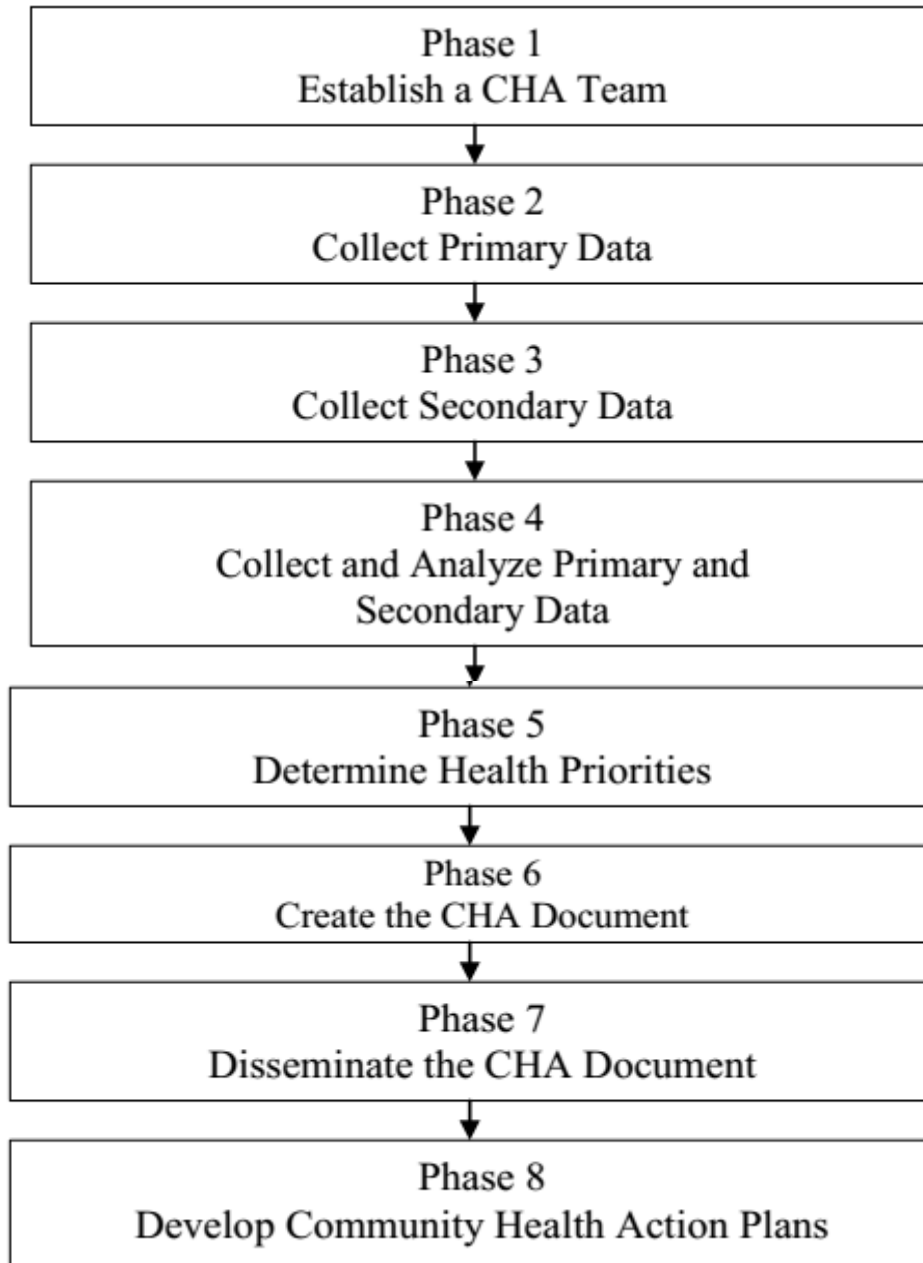 Phase 1
Establish a CHA Team
Phase 2
Collect Primary Data
Phase 3
Collect Secondary Data
Phase 4
Collect and Analyze Primary and
Secondary Data
Phase 5
Determine Health Priorities
Phase 6
Create the CHA Document
Phase 7
Disseminate the CHA Document
Phase 8
Develop Community Health Action Plans